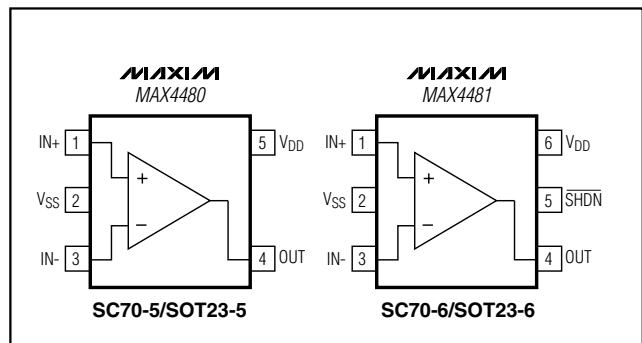 MAXIM
MAX4480
IN+ 1
5 VDD
VSS 2
+
−
IN- 3
4 OUT
SC70-5/SOT23-5
MAXIM
MAX4481
IN+ 1
6 VDD
VSS 2
5 SHDN
+
−
IN- 3
4 OUT
SC70-6/SOT23-6